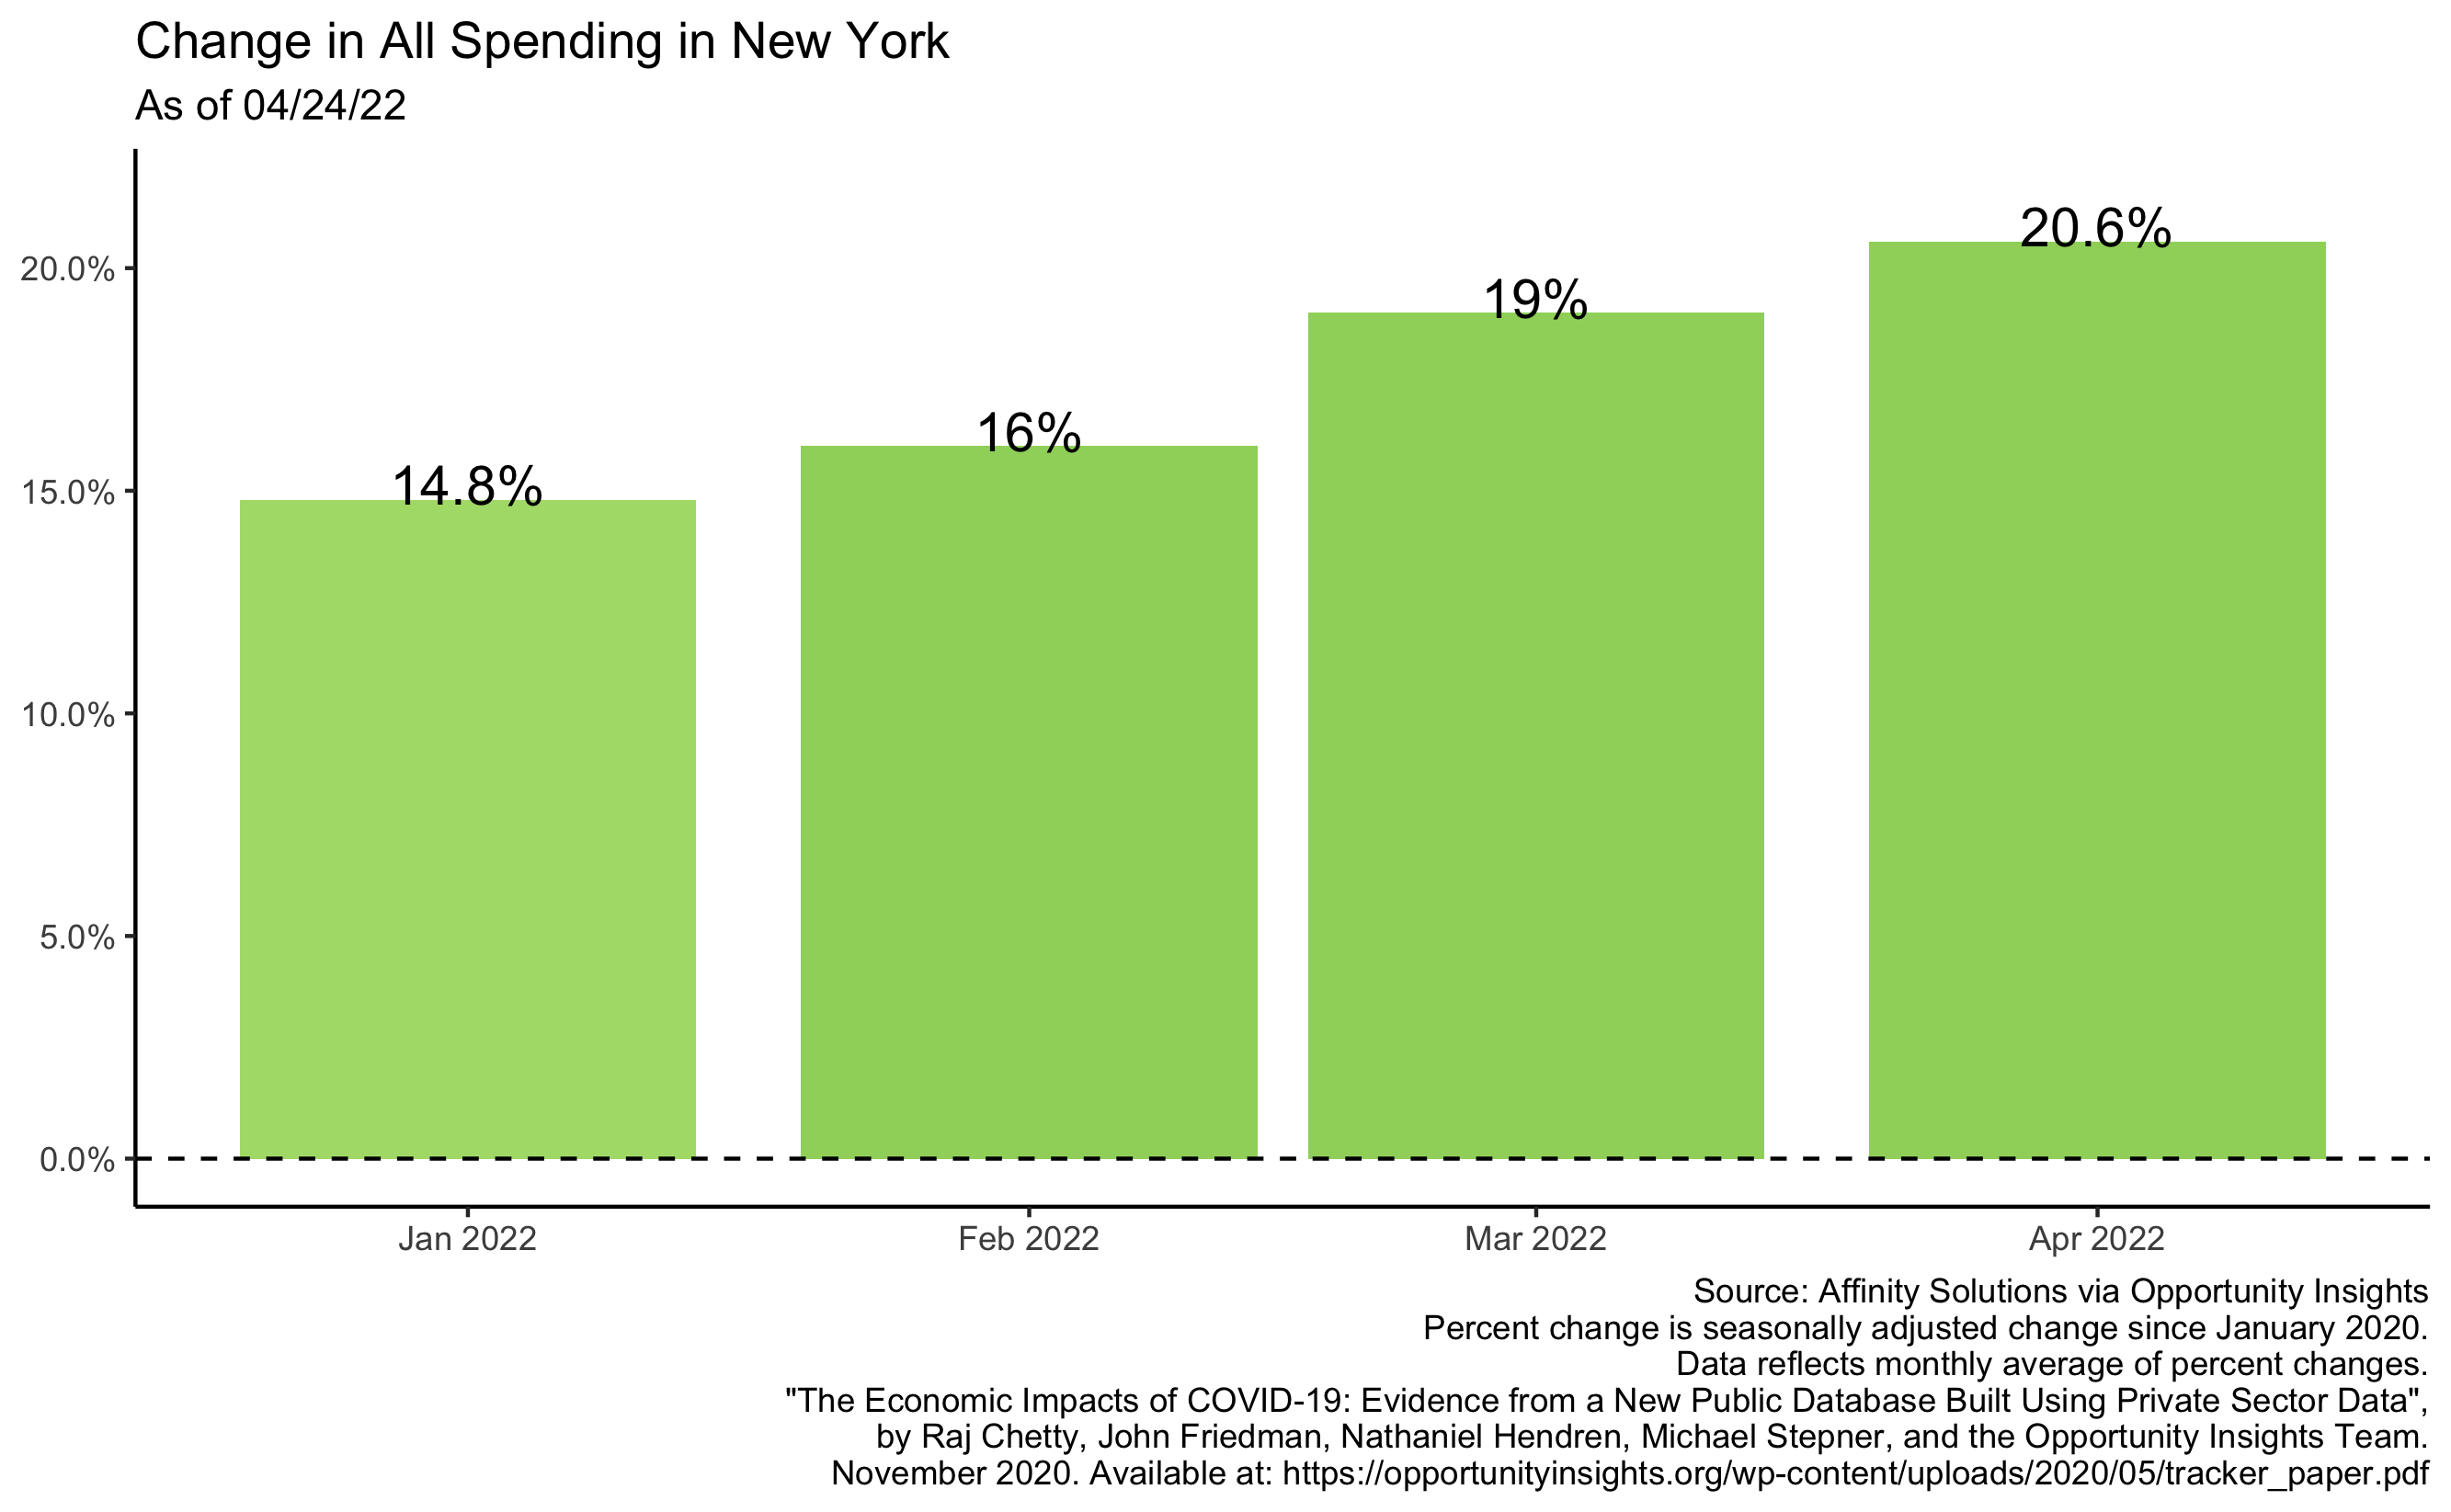 Change in All Spending in New York
As of 04/24/22
20.0%
15.0%
10.0%
5.0%
0.0%
14.8%
16%
19%
20.6%
Jan 2022
Feb 2022
Mar 2022
Apr 2022
Source: Affinity Solutions via Opportunity Insights
Percent change is seasonally adjusted change since January 2020.
Data reflects monthly average of percent changes.
"The Economic Impacts of COVID-19: Evidence from a New Public Database Built Using Private Sector Data",
by Raj Chetty, John Friedman, Nathaniel Hendren, Michael Stepner, and the Opportunity Insights Team.
November 2020. Available at: https://opportunityinsights.org/wp-content/uploads/2020/05/tracker_paper.pdf